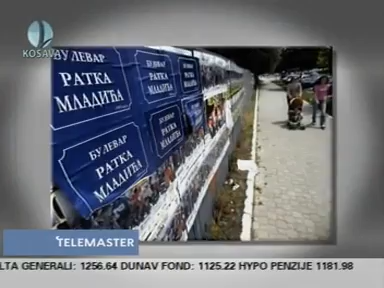 KOSAVA
БУЛЕВАР
РАТКА
МЛАДИЋА
БУЛЕВАР
РАТКА
МЛАДИЋА
БУЛЕВАР
РАТКА
МЛАДИЋА
БУЛЕВАР
РАТКА
МЛАДИЋА
TELEMASTER
LTA GENERALI: 1256.64 DUNAV FOND: 1125.22 HYPO PENZIJE 1181.98